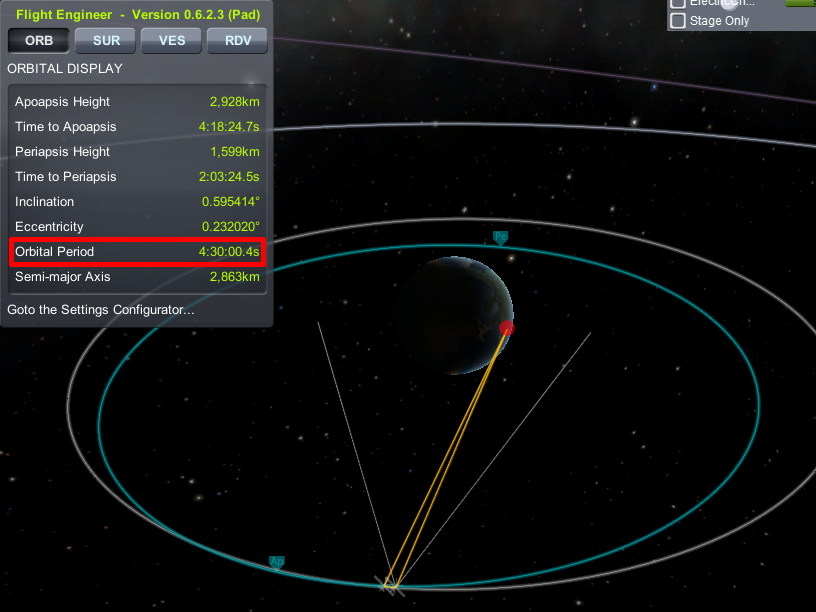 Flight Engineer - Version 0.6.2.3 (Pad)
ORB SUR VES RDV
ORBITAL DISPLAY
Apoapsis Height 2,928km
Time to Apoapsis 4:18:24.7s
Periapsis Height 1,599km
Time to Periapsis 2:03:24.5s
Inclination 0.595414°
Eccentricity 0.232020°
Orbital Period 4:30:00.4s
Semi-major Axis 2,863km
Goto the Settings Configurator...
Stage Only
Pe
Ap